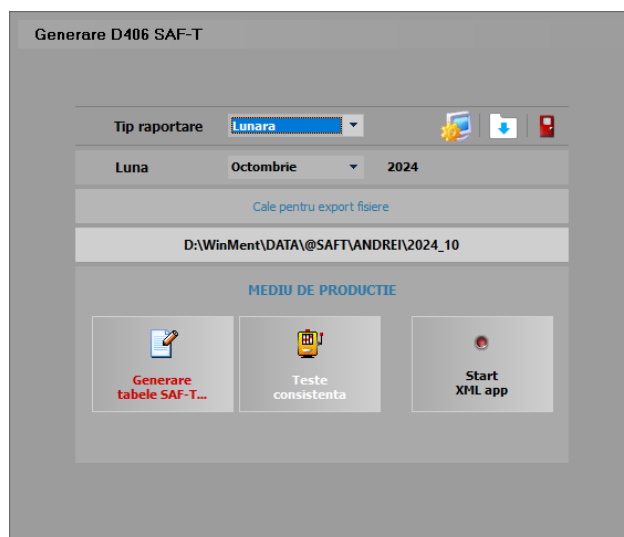 Generare D406 SAF-T
Tip raportare Lunara
Luna Octombrie 2024
Cale pentru export fisiere
D:\WinMent\DATA\@SAFT\ANDREI\2024_10
MEDIU DE PRODUCTIE
Generare
tabele SAF-T...
Teste
consistenta
Start
XML app